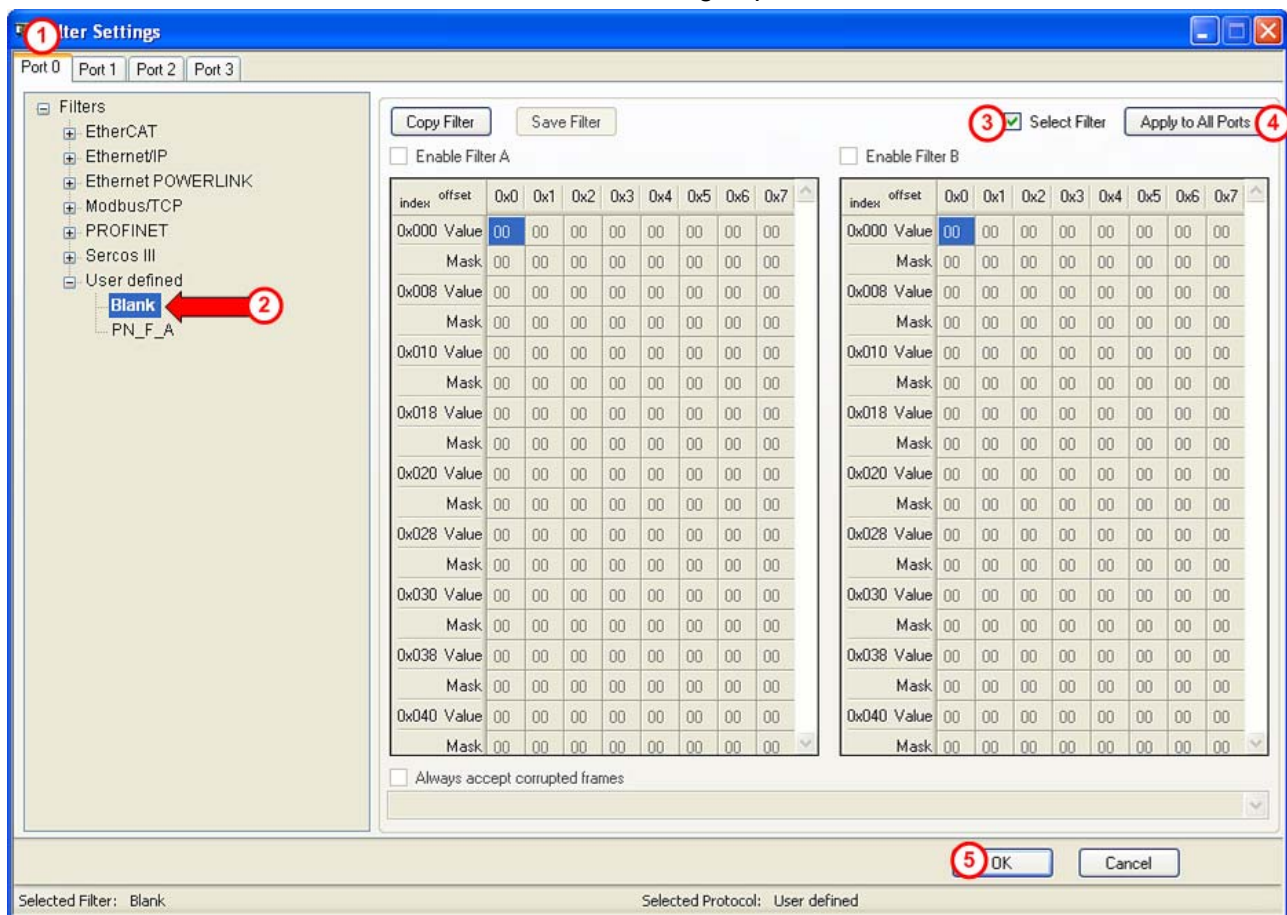 1 lter Settings
Port 0 Port 1 Port 2 Port 3
Filters
EtherCAT
Ethernet/IP
Ethernet POWERLINK
Modbus/TCP
PROFINET
Sercos III
User defined
Blank 2
PN_F_A
Copy Filter Save Filter 3 Select Filter Apply to All Ports 4
Enable Filter A
index offset 0x0 0x1 0x2 0x3 0x4 0x5 0x6 0x7
0x000 Value 00 00 00 00 00 00 00 00
Mask 00 00 00 00 00 00 00 00
0x008 Value 00 00 00 00 00 00 00 00
Mask 00 00 00 00 00 00 00 00
0x010 Value 00 00 00 00 00 00 00 00
Mask 00 00 00 00 00 00 00 00
0x018 Value 00 00 00 00 00 00 00 00
Mask 00 00 00 00 00 00 00 00
0x020 Value 00 00 00 00 00 00 00 00
Mask 00 00 00 00 00 00 00 00
0x028 Value 00 00 00 00 00 00 00 00
Mask 00 00 00 00 00 00 00 00
0x030 Value 00 00 00 00 00 00 00 00
Mask 00 00 00 00 00 00 00 00
0x038 Value 00 00 00 00 00 00 00 00
Mask 00 00 00 00 00 00 00 00
0x040 Value 00 00 00 00 00 00 00 00
Mask 00 00 00 00 00 00 00 00
Enable Filter B
index offset 0x0 0x1 0x2 0x3 0x4 0x5 0x6 0x7
0x000 Value 00 00 00 00 00 00 00 00
Mask 00 00 00 00 00 00 00 00
0x008 Value 00 00 00 00 00 00 00 00
Mask 00 00 00 00 00 00 00 00
0x010 Value 00 00 00 00 00 00 00 00
Mask 00 00 00 00 00 00 00 00
0x018 Value 00 00 00 00 00 00 00 00
Mask 00 00 00 00 00 00 00 00
0x020 Value 00 00 00 00 00 00 00 00
Mask 00 00 00 00 00 00 00 00
0x028 Value 00 00 00 00 00 00 00 00
Mask 00 00 00 00 00 00 00 00
0x030 Value 00 00 00 00 00 00 00 00
Mask 00 00 00 00 00 00 00 00
0x038 Value 00 00 00 00 00 00 00 00
Mask 00 00 00 00 00 00 00 00
0x040 Value 00 00 00 00 00 00 00 00
Mask 00 00 00 00 00 00 00 00
Always accept corrupted frames
5 OK Cancel
Selected Filter: Blank Selected Protocol: User defined